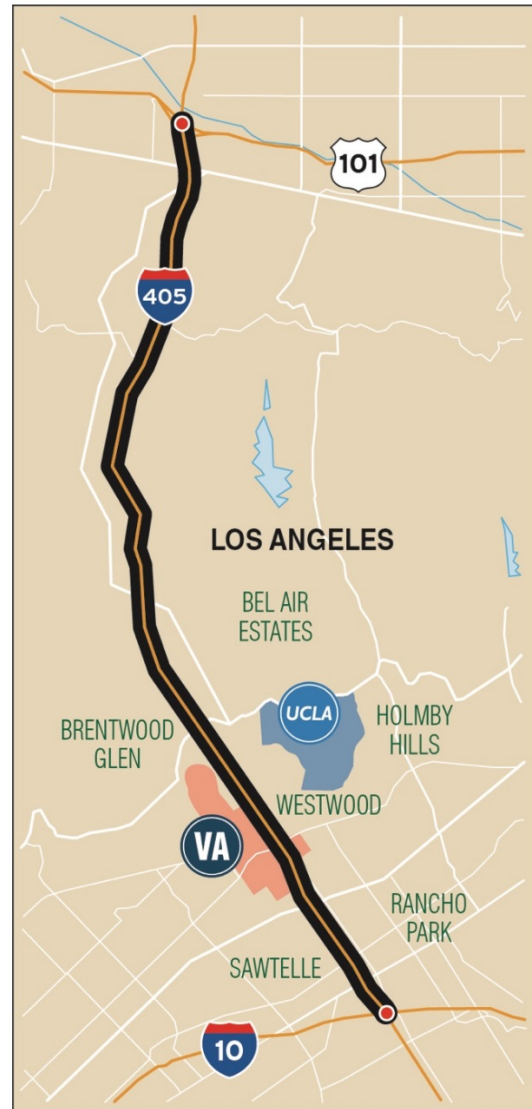 101
405
LOS ANGELES
BEL AIR
ESTATES
UCLA
HOLMBY
HILLS
BRENTWOOD
GLEN
WESTWOOD
VA
RANCHO
PARK
SAWTELLE
10